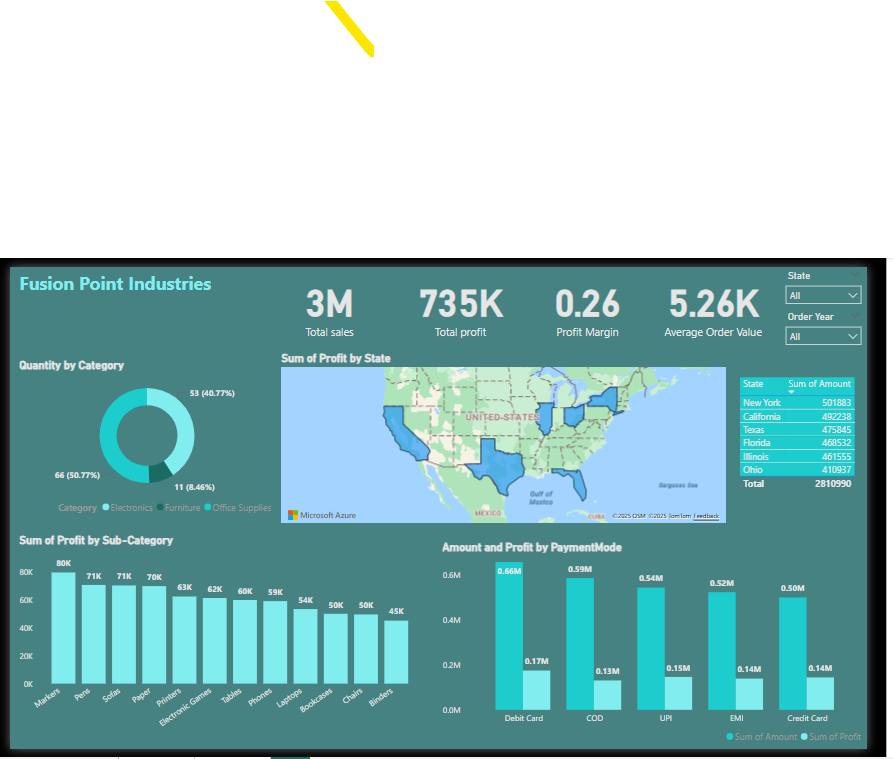 Fusion Point Industries
3M
Total sales
735K
Total profit
0.26
Profit Margin
5.26K
Average Order Value
State
All
Order Year
All
Quantity by Category
53 (40.77%)
66 (50.77%)
11 (8.46%)
Category Electronics Furniture Office Supplies
Sum of Profit by State
UNITED STATES
Gulf of
Mexico
MEXICO
CUBA
Sargasso Sea
Microsoft Azure
©2025 OSM ©2025 TomTom Feedback
State Sum of Amount
New York 501883
California 492238
Texas 475845
Florida 468532
Illinois 461555
Ohio 410937
Total 2810990
Sum of Profit by Sub-Category
80K
60K
40K
20K
0K
80K 71K 71K 70K 63K 62K 60K 59K 54K 50K 50K 45K
Markers Pens Sofas Paper Printers Electronic Games Tables Phones Laptops Bookcases Chairs Binders
Amount and Profit by PaymentMode
0.6M
0.4M
0.2M
0.0M
0.66M 0.59M 0.54M 0.52M 0.50M
0.17M 0.13M 0.15M 0.14M 0.14M
Debit Card COD UPI EMI Credit Card
Sum of Amount Sum of Profit